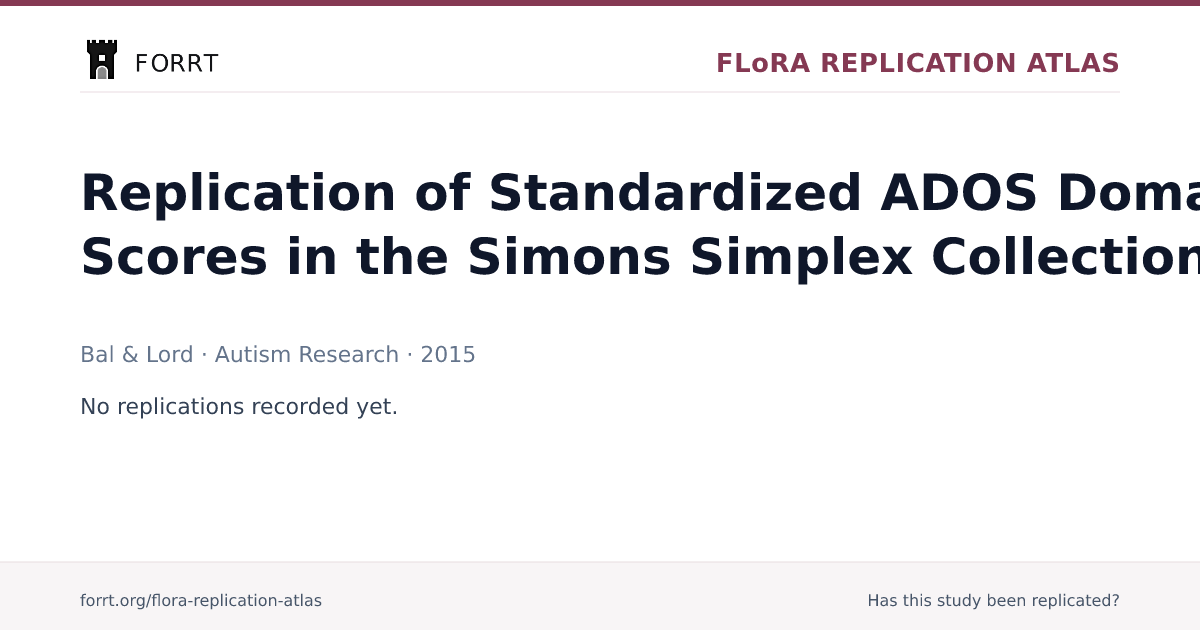 FORRT
FLoRA REPLICATION ATLAS
Replication of Standardized ADOS
Scores in the Simons Simplex Collection
Bal & Lord · Autism Research · 2015
No replications recorded yet.
forrt.org/flora-replication-atlas
Has this study been replicated?